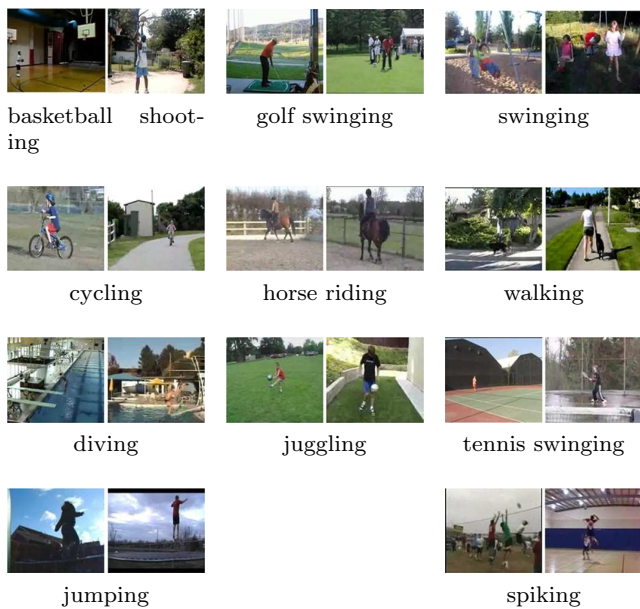 basketball shoot-
ing
golf swinging
swinging
cycling
horse riding
walking
diving
juggling
tennis swinging
jumping
spiking